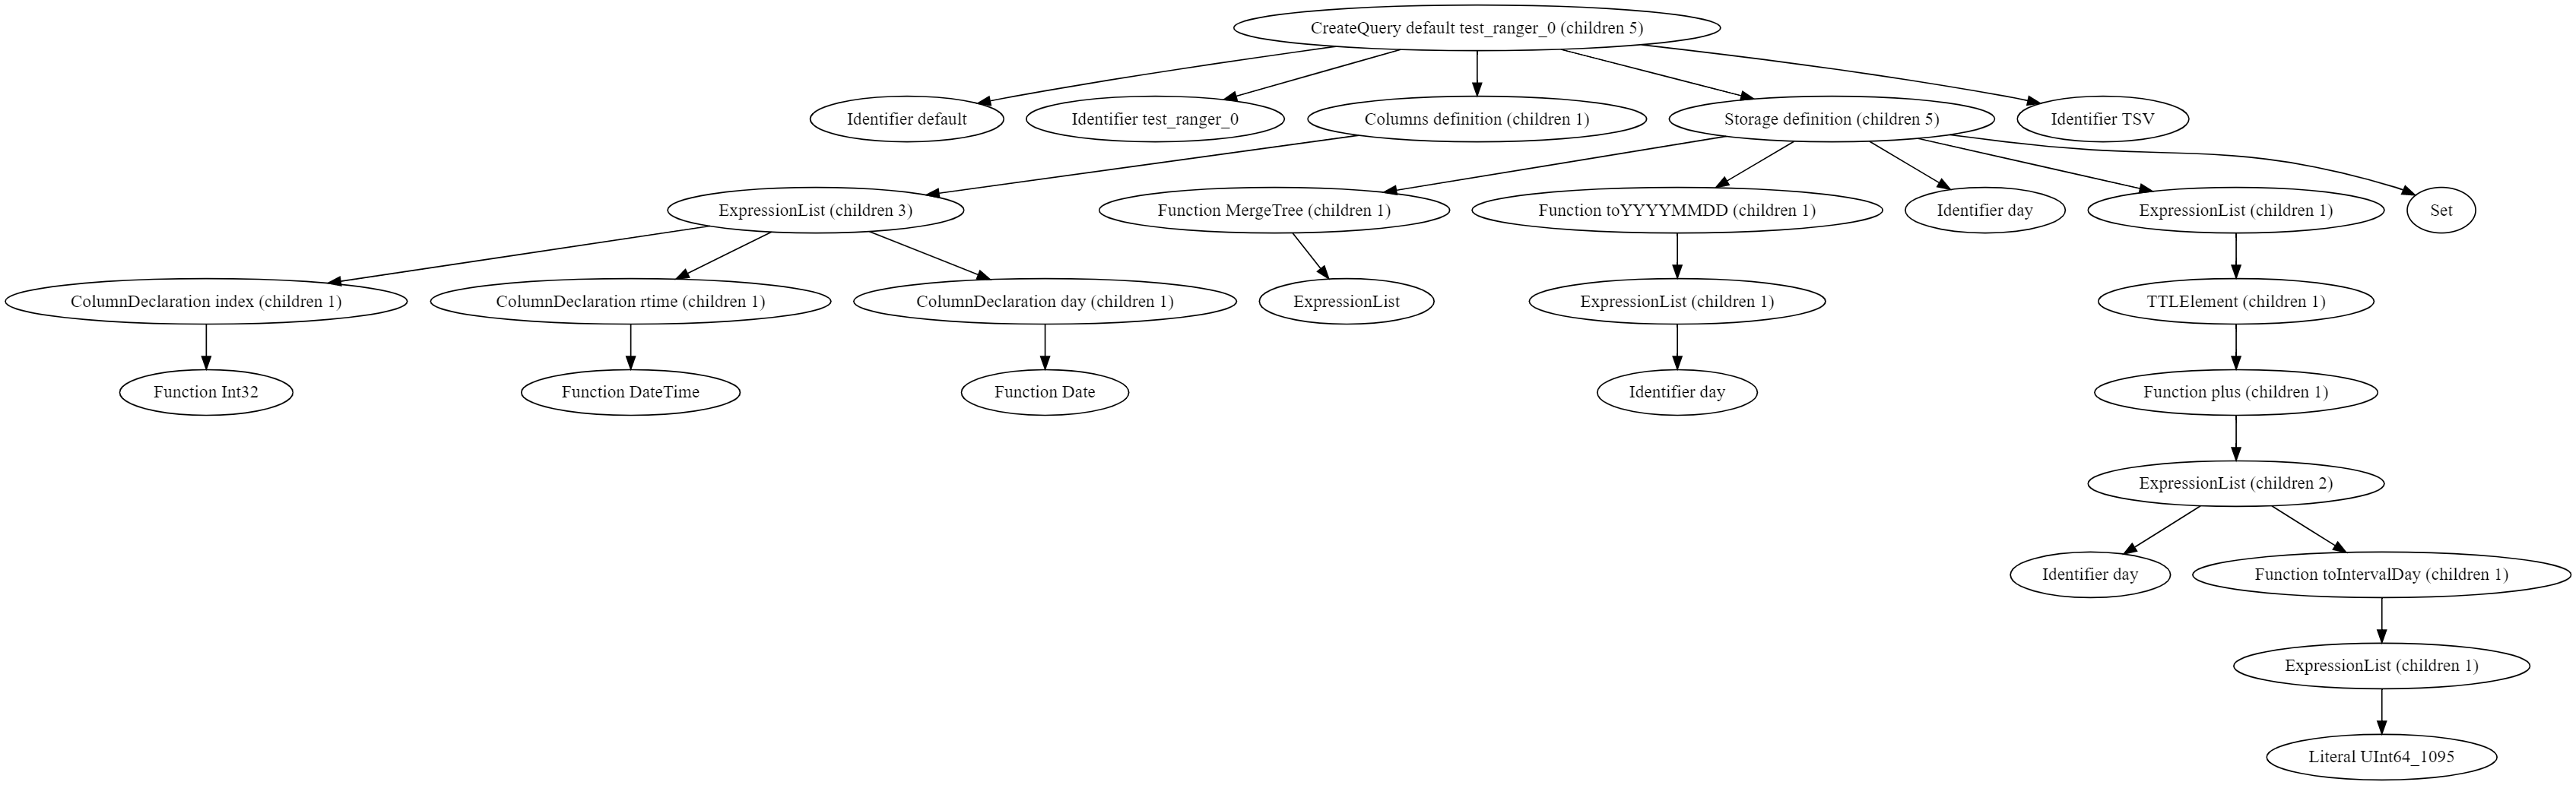 CreateQuery default test_ranger_0 (children 5)
Identifier default
Identifier test_ranger_0
Columns definition (children 1)
Storage definition (children 5)
Identifier TSV
ExpressionList (children 3)
Function MergeTree (children 1)
Function toYYYYMMDD (children 1)
Identifier day
ExpressionList (children 1)
Set
ColumnDeclaration index (children 1)
ColumnDeclaration rtime (children 1)
ColumnDeclaration day (children 1)
ExpressionList
ExpressionList (children 1)
TTLElement (children 1)
Function Int32
Function DateTime
Function Date
Identifier day
Function plus (children 1)
ExpressionList (children 2)
Identifier day
Function toIntervalDay (children 1)
ExpressionList (children 1)
Literal UInt64_1095